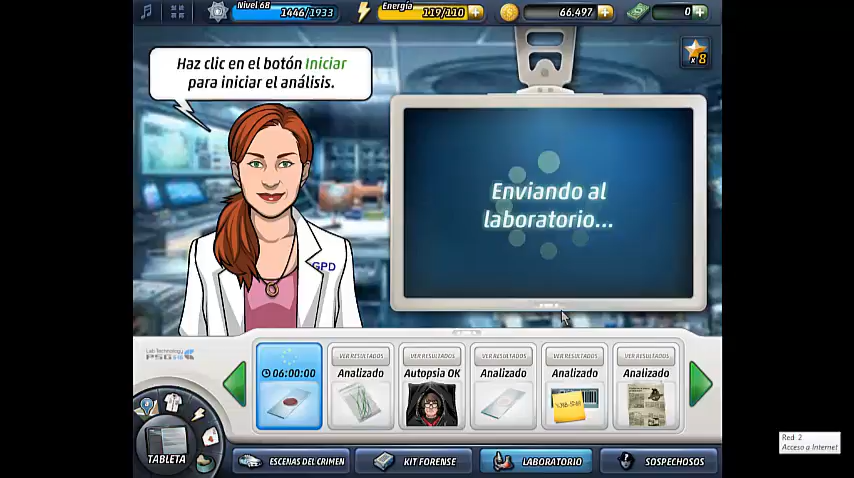 Nivel 68
1446/1933
Energía
119/110
66.497
0
Haz clic en el botón Iniciar
para iniciar el análisis.
x8
Enviando al
laboratorio...
GPD
Lab Technology
06:00:00
VER RESULTADOS
Analizado
VER RESULTADOS
Autopsia OK
VER RESULTADOS
Analizado
VER RESULTADOS
Analizado
VER RESULTADOS
Analizado
TABLETA
ESCENAS DEL CRIMEN
KIT FORENSE
LABORATORIO
SOSPECHOSOS
Red 2
Acceso a Internet